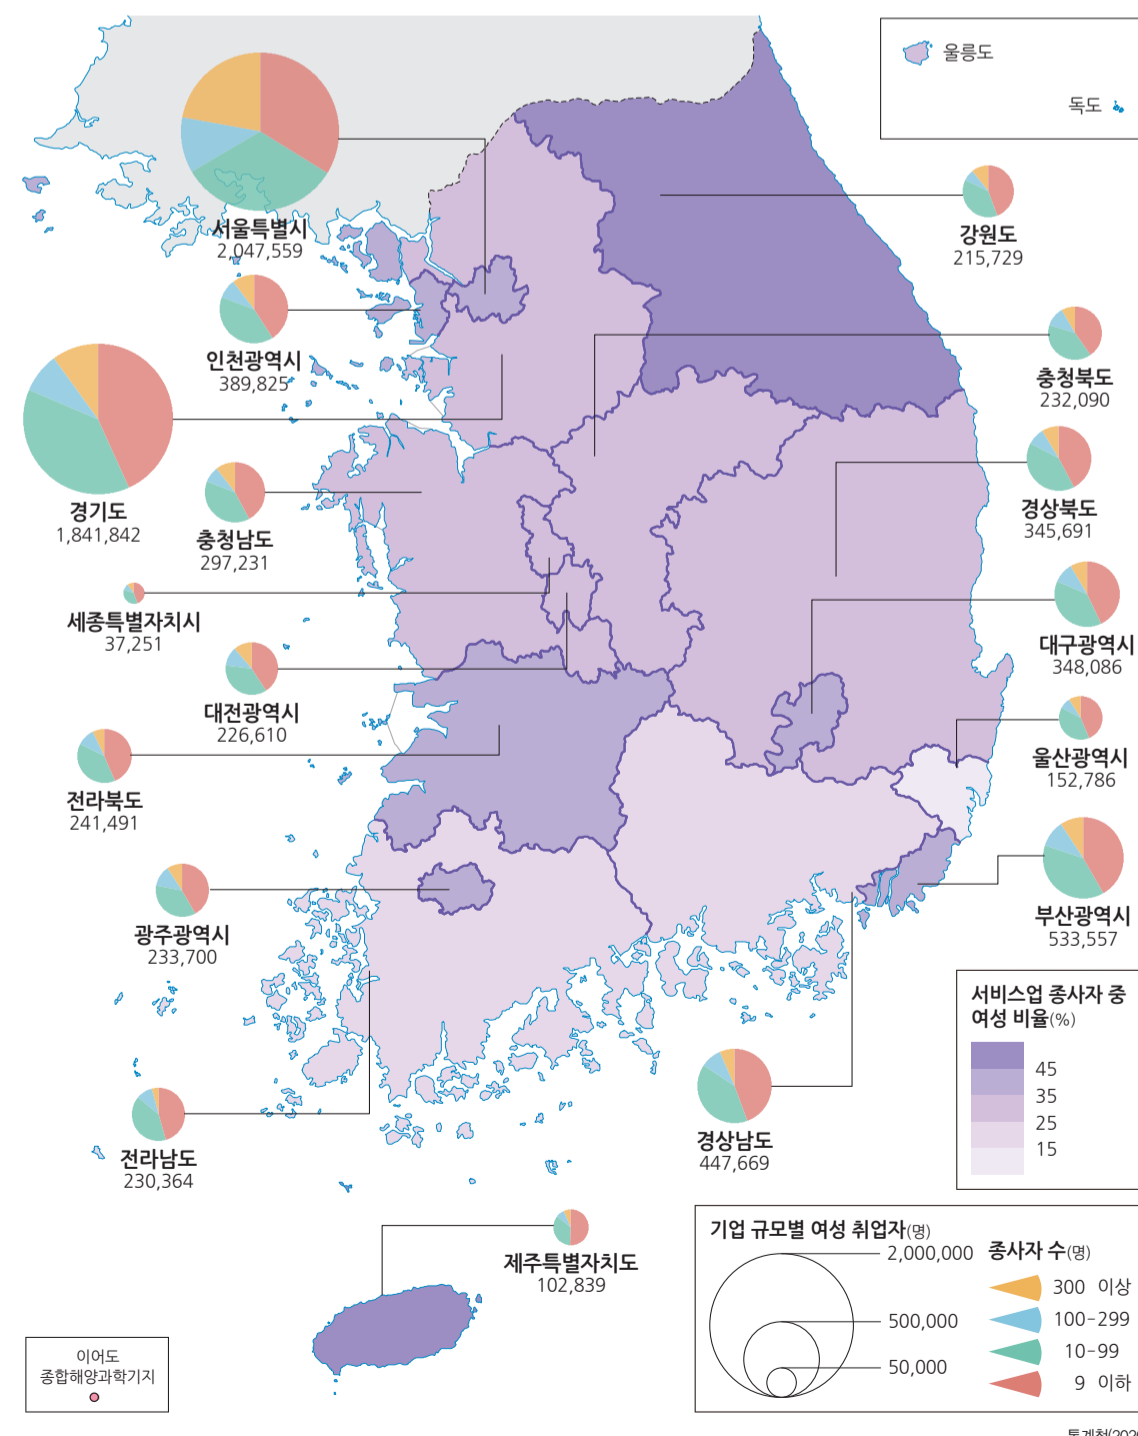 울릉도
독도
서울특별시
2,047,559
강원도
215,729
인천광역시
389,825
충청북도
232,090
경기도
1,841,842
충청남도
297,231
경상북도
345,691
세종특별자치시
37,251
대구광역시
348,086
대전광역시
226,610
울산광역시
152,786
전라북도
241,491
부산광역시
533,557
광주광역시
233,700
서비스업 종사자 중
여성 비율(%)
45
35
25
15
전라남도
230,364
경상남도
447,669
제주특별자치도
102,839
기업 규모별 여성 취업자(명)
2,000,000
500,000
50,000
종사자 수(명)
300 이상
100-299
10-99
9 이하
이어도
종합해양과학기지